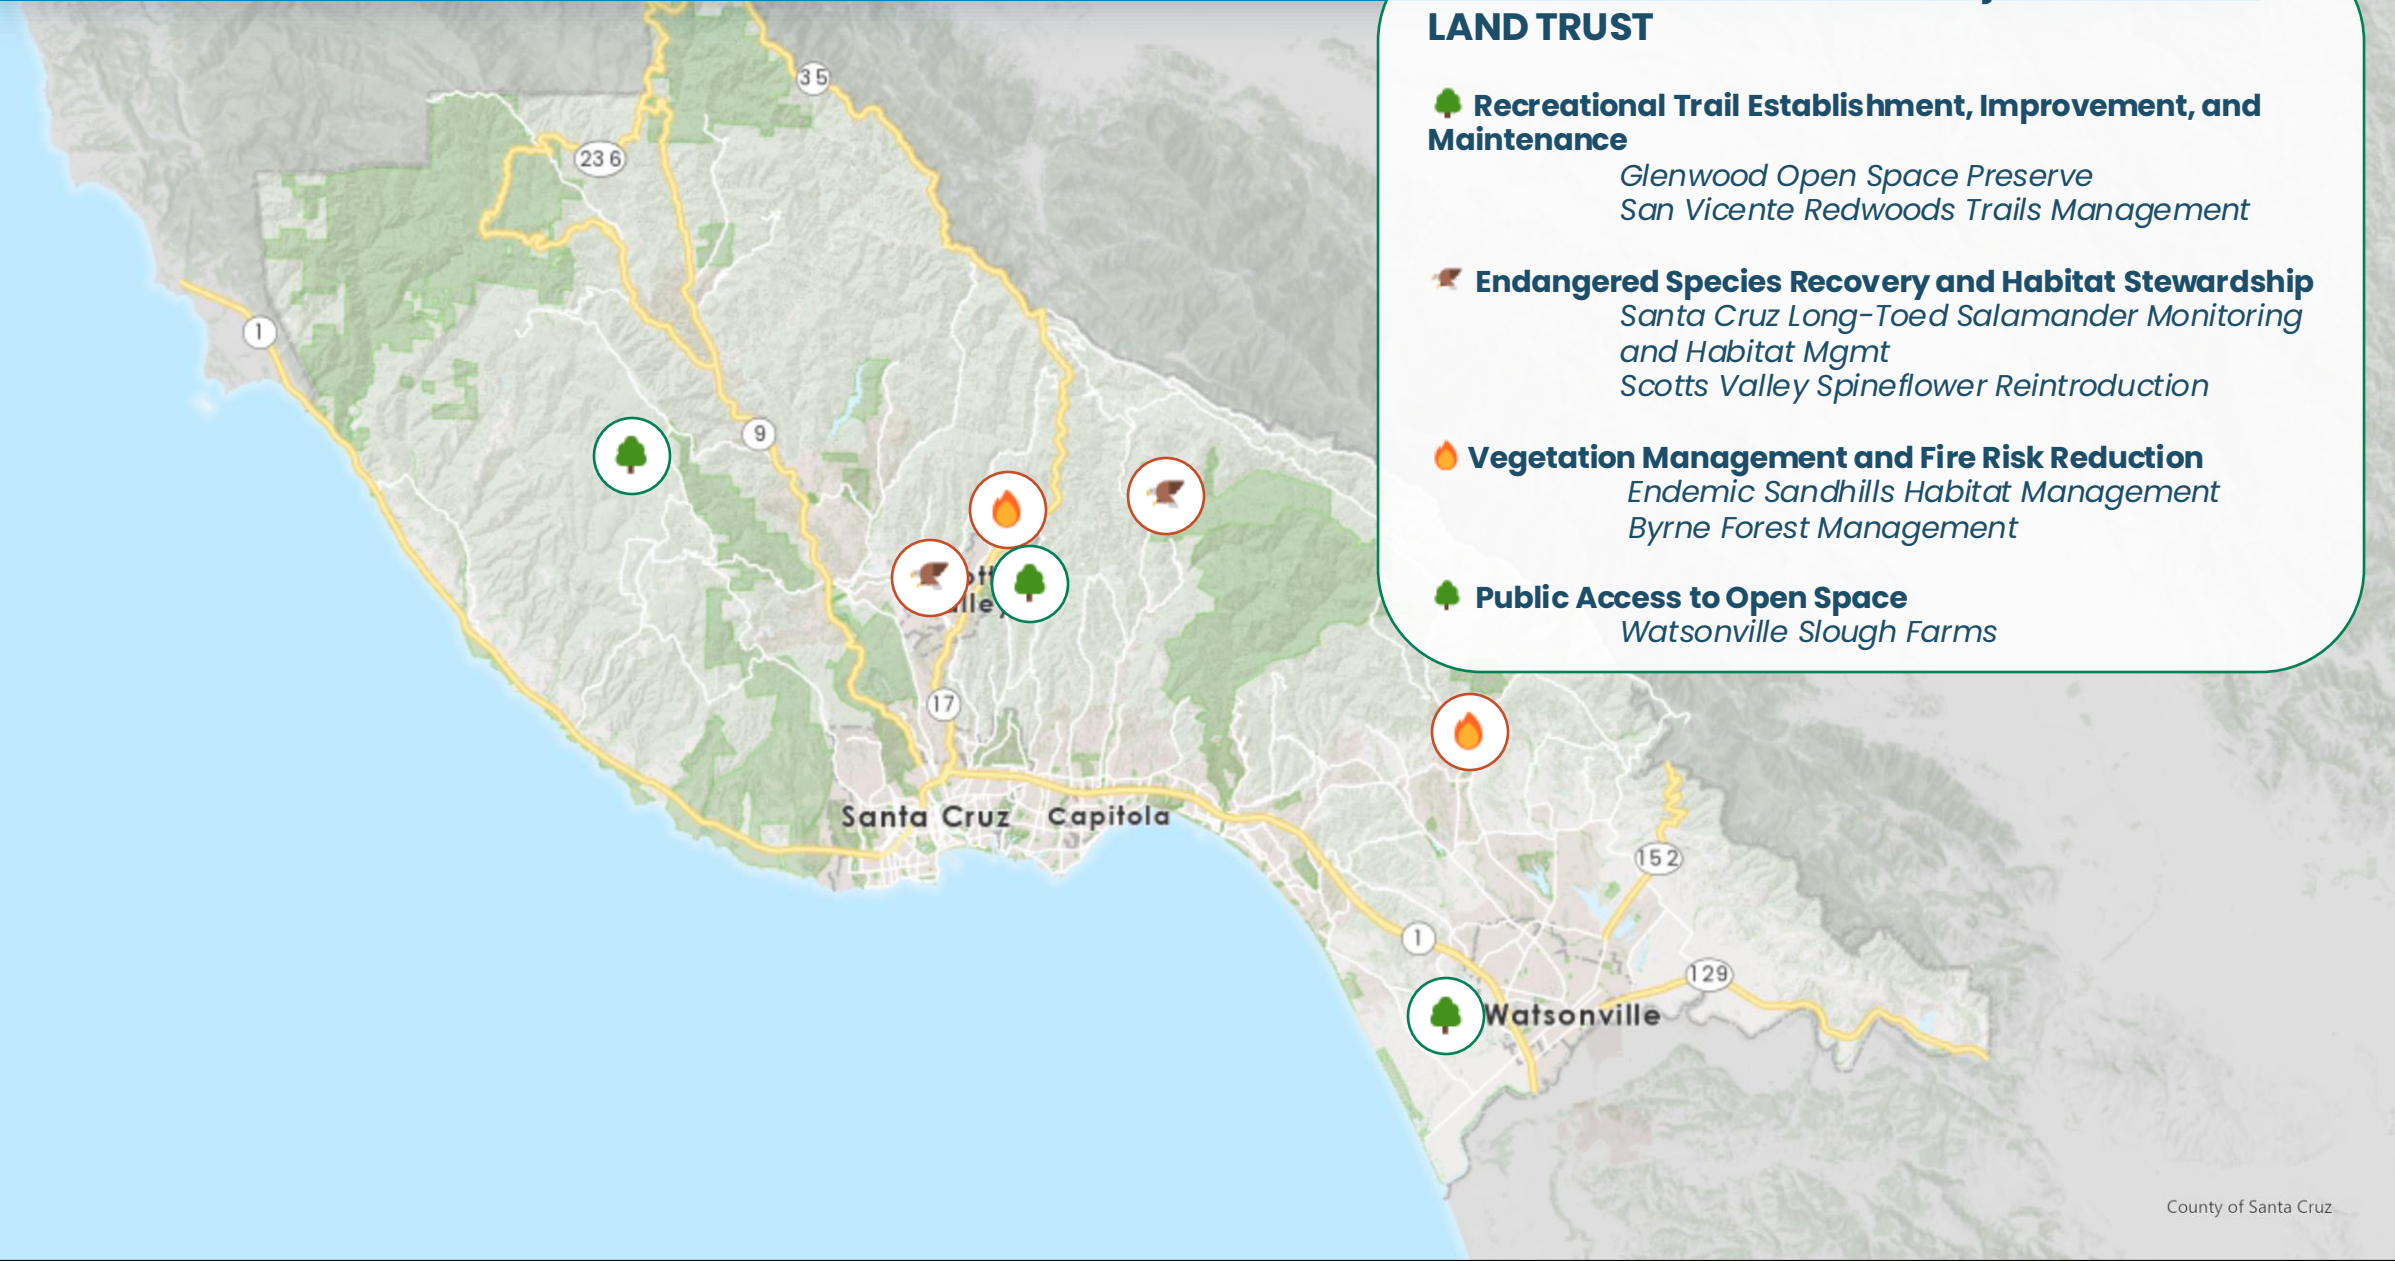 LAND TRUST
Recreational Trail Establishment, Improvement, and
Maintenance
Glenwood Open Space Preserve
San Vicente Redwoods Trails Management
Endangered Species Recovery and Habitat Stewardship
Santa Cruz Long-Toed Salamander Monitoring
and Habitat Mgmt
Scotts Valley Spineflower Reintroduction
Vegetation Management and Fire Risk Reduction
Endemic Sandhills Habitat Management
Byrne Forest Management
Public Access to Open Space
Watsonville Slough Farms
35
236
1
9
17
Santa Cruz
Capitola
152
1
129
Watsonville
County of Santa Cruz